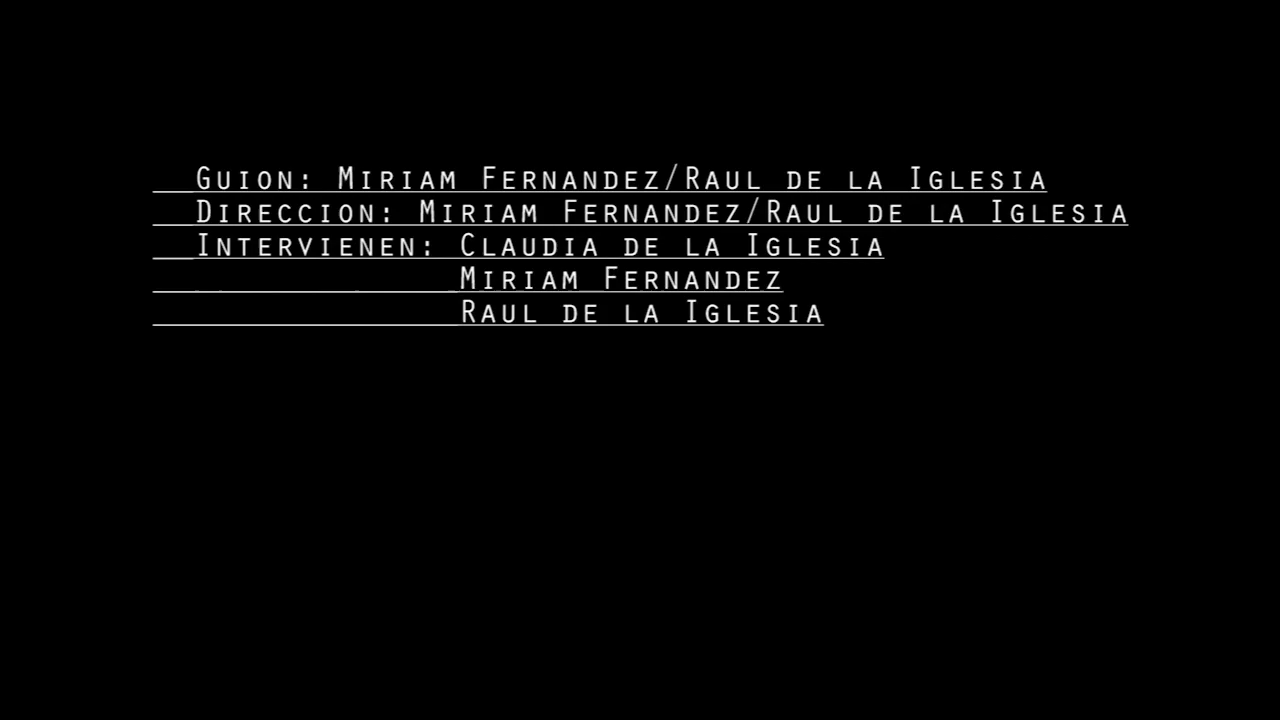 Guion: Miriam Fernandez/Raul de la Iglesia
Direccion: Miriam Fernandez/Raul de la Iglesia
Intervienen: Claudia de la Iglesia
Miriam Fernandez
Raul de la Iglesia